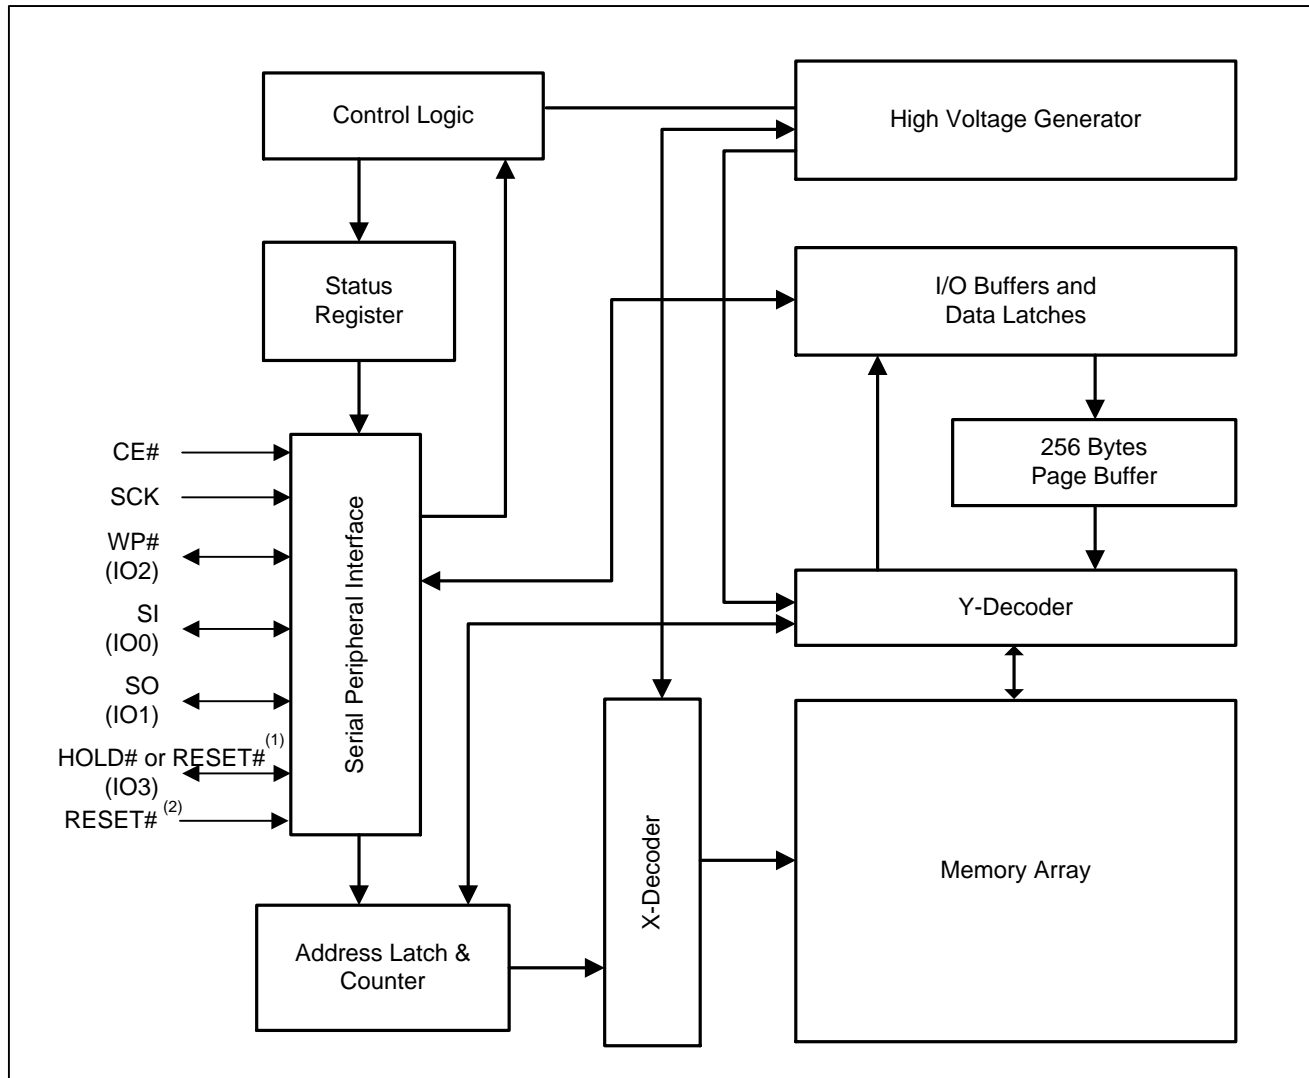 Control Logic
High Voltage Generator
Status
Register
I/O Buffers and
Data Latches
256 Bytes
Page Buffer
Y-Decoder
CE#
SCK
WP#
(IO2)
SI
(IO0)
SO
(IO1)
HOLD# or RESET# (1)
(IO3)
RESET# (2)
Serial Peripheral Interface
X-Decoder
Memory Array
Address Latch &
Counter